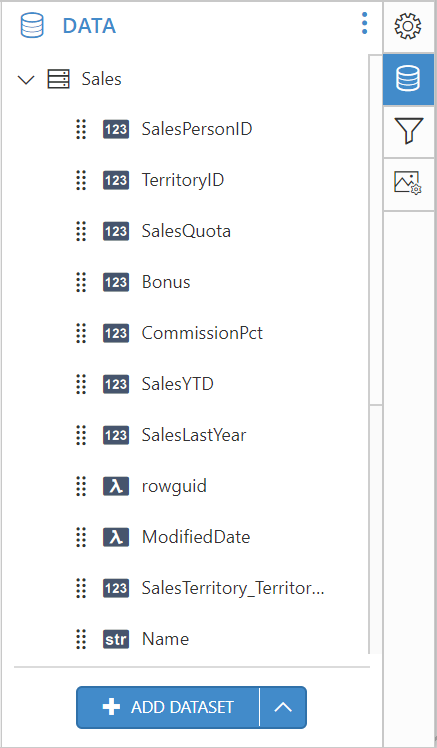 DATA
Sales
123 SalesPersonID
123 TerritoryID
123 SalesQuota
123 Bonus
123 CommissionPct
123 SalesYTD
123 SalesLastYear
λ rowguid
λ ModifiedDate
123 SalesTerritory_Territor...
str Name
ADD DATASET